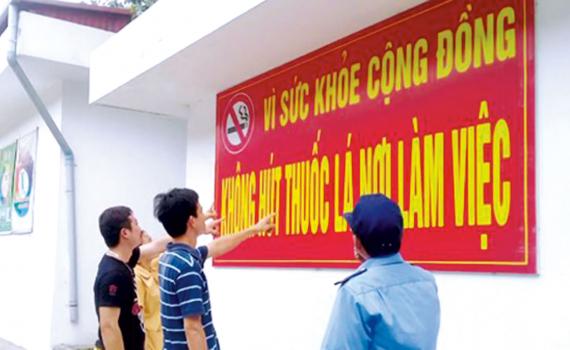 VÌ SỨC KHỎE CỘNG ĐỒNG
KHÔNG HÚT THUỐC LÁ NƠI LÀM VIỆC